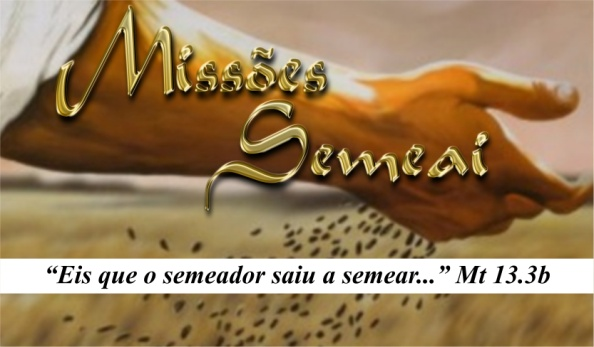 Missões
Semeai
“Eis que o semeador saiu a semear...” Mt 13.3b